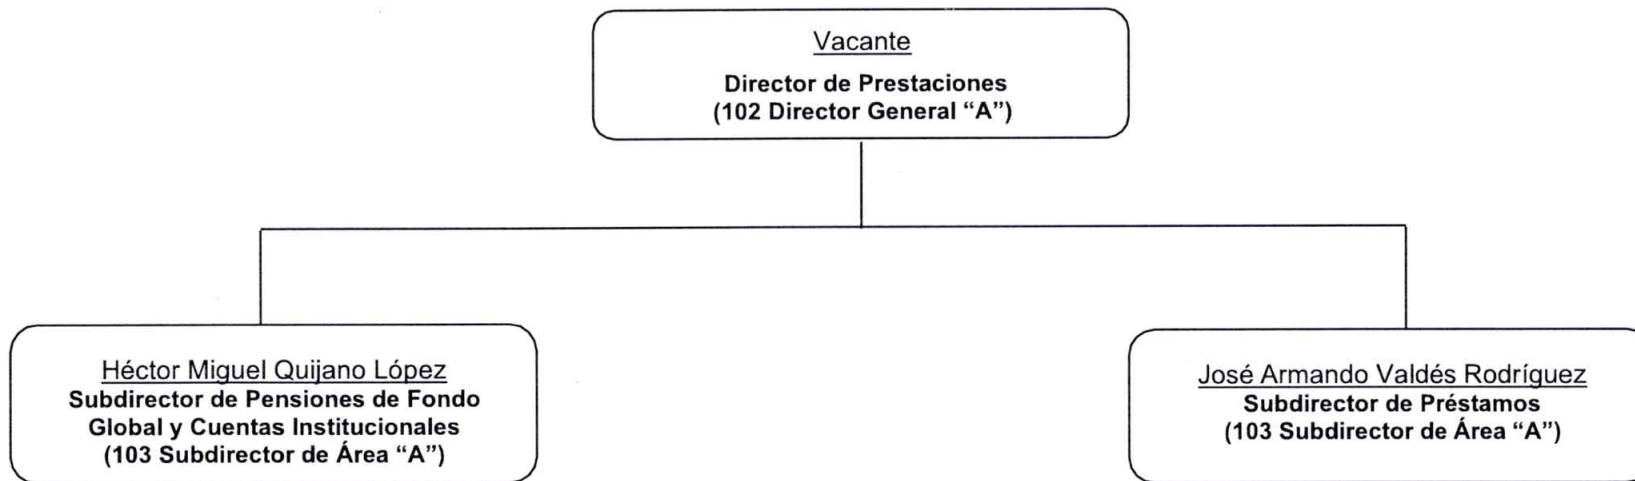 Vacante
Director de Prestaciones
(102 Director General “A”)
Héctor Miguel Quijano López
Subdirector de Pensiones de Fondo
Global y Cuentas Institucionales
(103 Subdirector de Área “A”)
José Armando Valdés Rodríguez
Subdirector de Préstamos
(103 Subdirector de Área “A”)